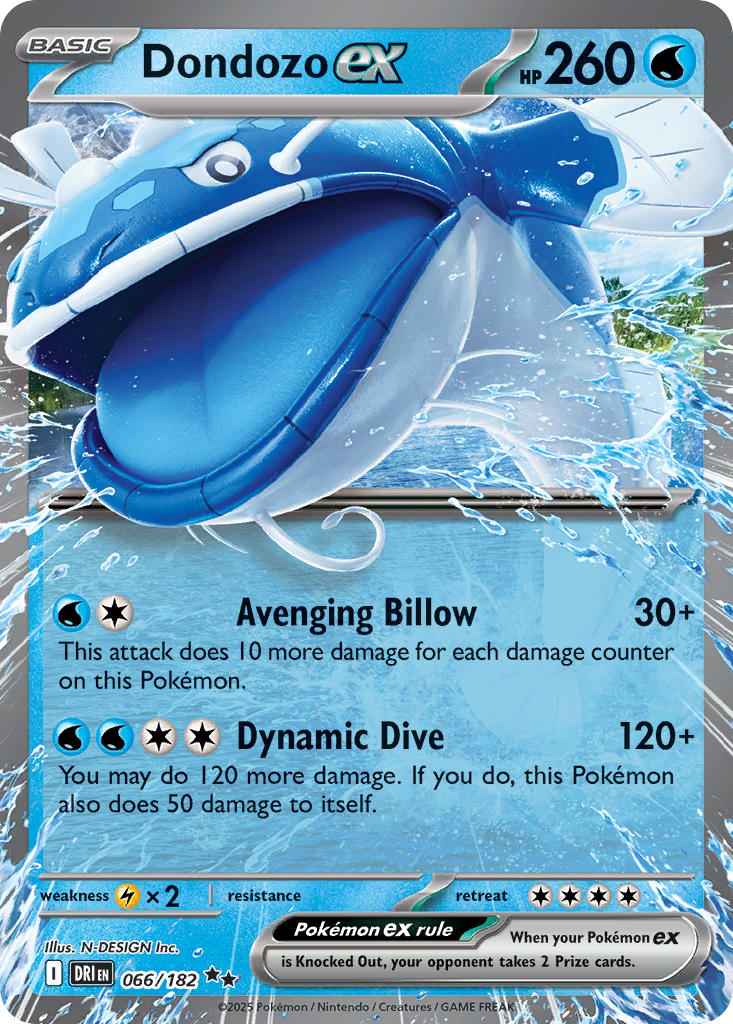 BASIC
Dondozo ex
HP 260
Avenging Billow 30+
This attack does 10 more damage for each damage counter
on this Pokémon.
Dynamic Dive 120+
You may do 120 more damage. If you do, this Pokémon
also does 50 damage to itself.
weakness ×2 resistance retreat
Pokémon ex rule
When your Pokémon ex
is Knocked Out, your opponent takes 2 Prize cards.
Illus. N-DESIGN Inc.
I DRI EN 066/182
©2025 Pokémon / Nintendo / Creatures / GAME FREAK